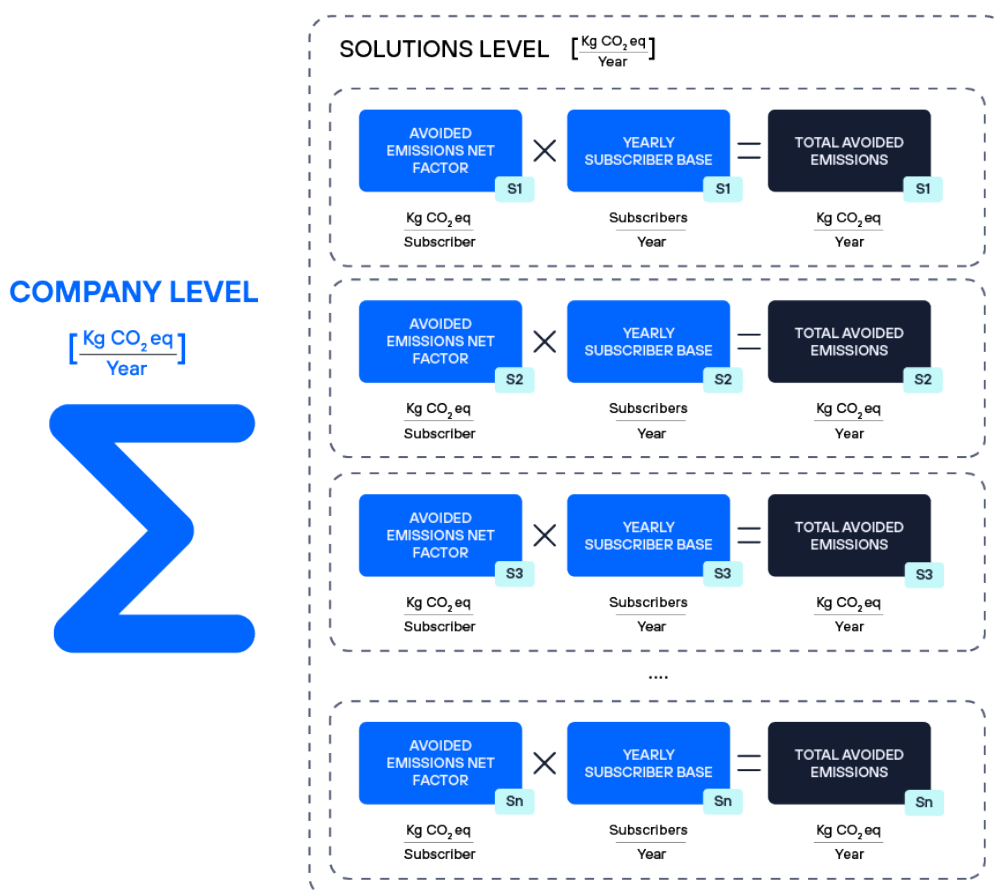 SOLUTIONS LEVEL [Kg CO₂ eq
Year]
AVOIDED
EMISSIONS NET
FACTOR
S1
×
YEARLY
SUBSCRIBER BASE
S1
=
TOTAL AVOIDED
EMISSIONS
S1
Kg CO₂ eq
Subscriber
Subscribers
Year
Kg CO₂ eq
Year
COMPANY LEVEL
[Kg CO₂ eq
Year]
Σ
AVOIDED
EMISSIONS NET
FACTOR
S2
×
YEARLY
SUBSCRIBER BASE
S2
=
TOTAL AVOIDED
EMISSIONS
S2
Kg CO₂ eq
Subscriber
Subscribers
Year
Kg CO₂ eq
Year
AVOIDED
EMISSIONS NET
FACTOR
S3
×
YEARLY
SUBSCRIBER BASE
S3
=
TOTAL AVOIDED
EMISSIONS
S3
Kg CO₂ eq
Subscriber
Subscribers
Year
Kg CO₂ eq
Year
....
AVOIDED
EMISSIONS NET
FACTOR
Sn
×
YEARLY
SUBSCRIBER BASE
Sn
=
TOTAL AVOIDED
EMISSIONS
Sn
Kg CO₂ eq
Subscriber
Subscribers
Year
Kg CO₂ eq
Year